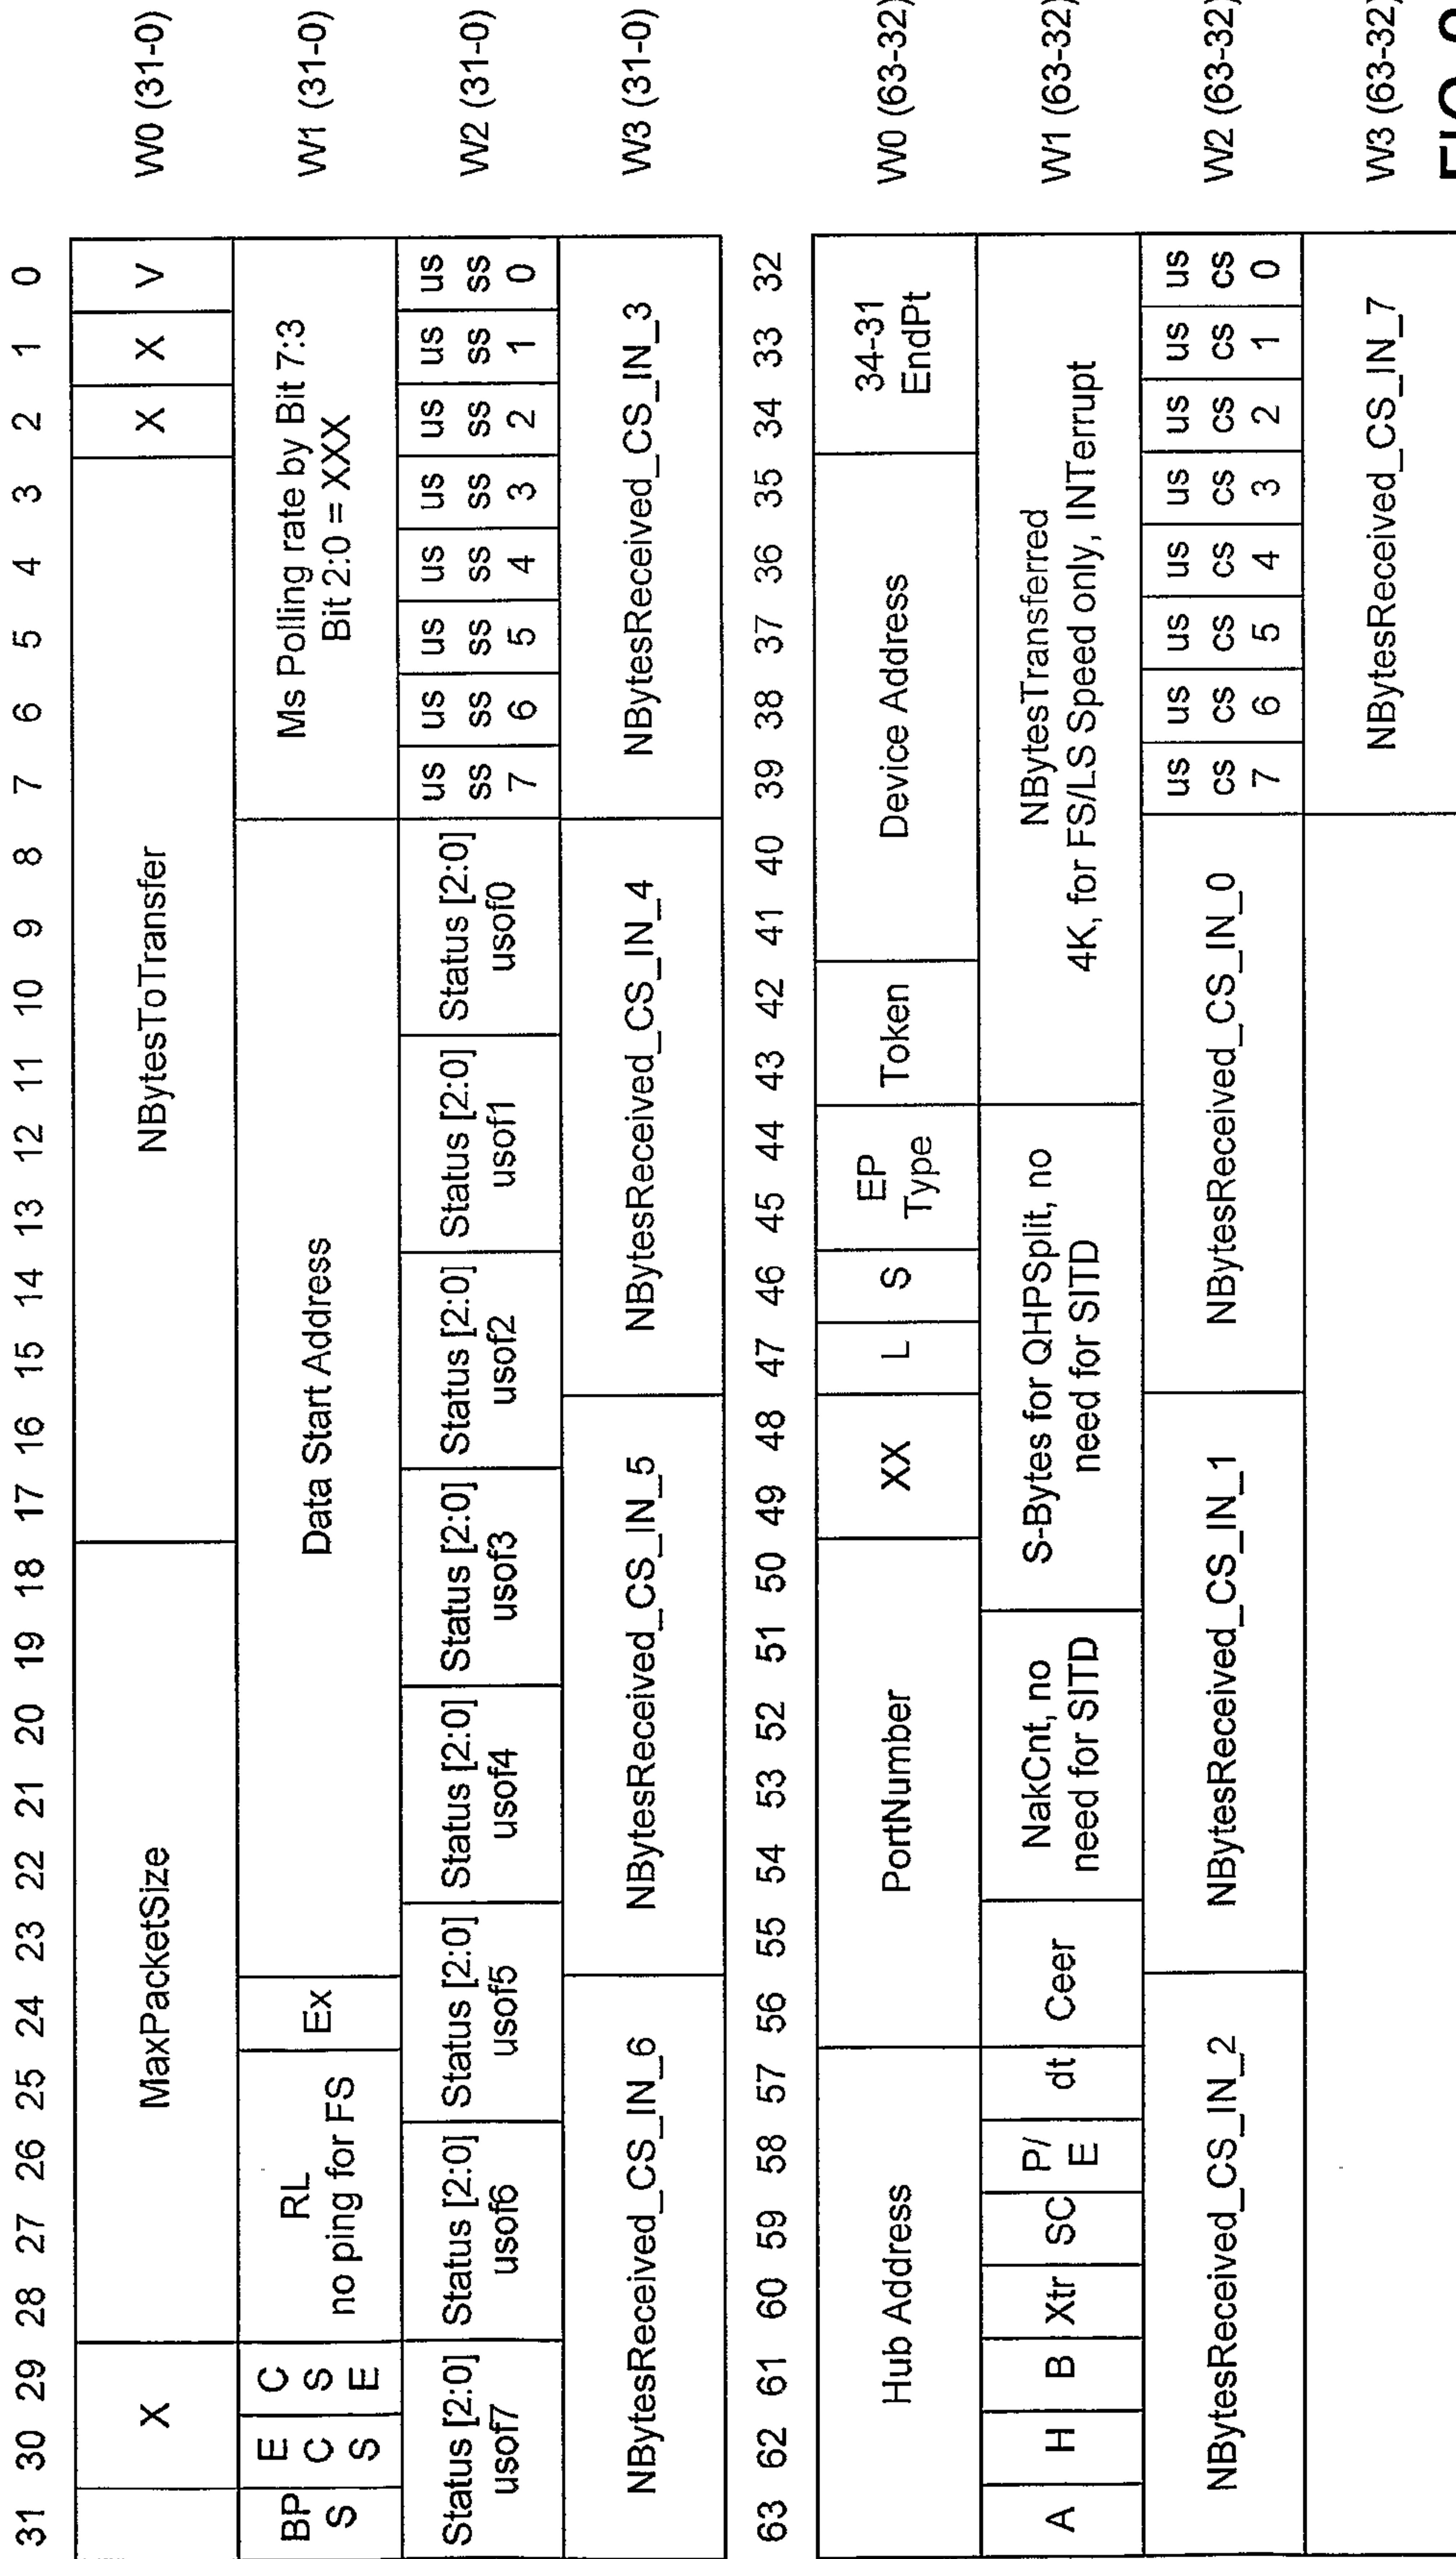 31 30 29 28 27 26 25 24 23 22 21 20 19 18 17 16 15 14 13 12 11 10 9 8 7 6 5 4 3 2 1 0
X MaxPacketSize NBytesToTransfer X X V W0 (31-0)
BP S E C S C S E RL no ping for FS Ex Data Start Address Ms Polling rate by Bit 7:3 Bit 2:0 = XXX W1 (31-0)
Status [2:0] usof7 Status [2:0] usof6 Status [2:0] usof5 Status [2:0] usof4 Status [2:0] usof3 Status [2:0] usof2 Status [2:0] usof1 Status [2:0] usof0 us ss 7 us ss 6 us ss 5 us ss 4 us ss 3 us ss 2 us ss 1 us ss 0 W2 (31-0)
NBytesReceived_CS_IN_6 NBytesReceived_CS_IN_5 NBytesReceived_CS_IN_4 NBytesReceived_CS_IN_3 W3 (31-0)
63 62 61 60 59 58 57 56 55 54 53 52 51 50 49 48 47 46 45 44 43 42 41 40 39 38 37 36 35 34 33 32
Hub Address PortNumber XX L S EP Type Token Device Address 34-31 EndPt W0 (63-32)
A H B Xtr SC P/ E dt Ceer NakCnt, no need for SITD S-Bytes for QHPSplit, no need for SITD NBytesTransferred 4K, for FS/LS Speed only, INTerrupt W1 (63-32)
NBytesReceived_CS_IN_2 NBytesReceived_CS_IN_1 NBytesReceived_CS_IN_0 us cs 7 us cs 6 us cs 5 us cs 4 us cs 3 us cs 2 us cs 1 us cs 0 W2 (63-32)
NBytesReceived_CS_IN_7 W3 (63-32)